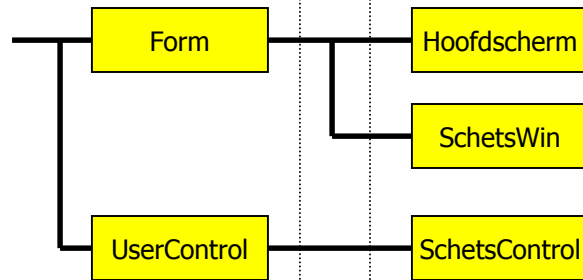 Form
Hoofdscherm
SchetsWin
UserControl
SchetsControl